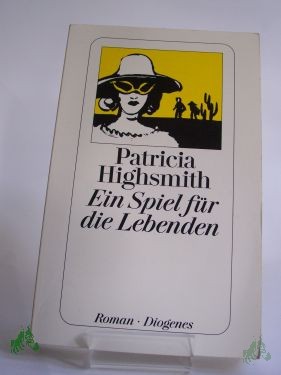 Patricia
Highsmith
Ein Spiel für
die Lebenden
Roman · Diogenes